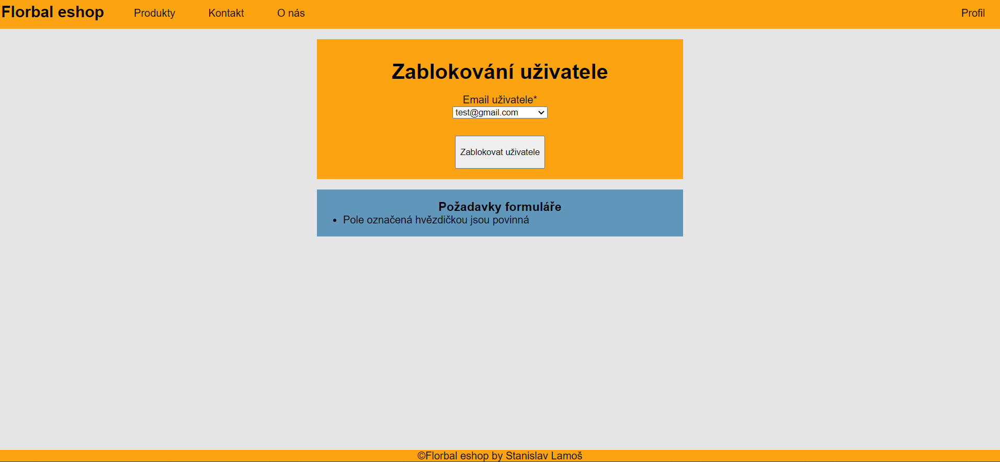 Florbal eshop Produkty Kontakt O nás Profil
Zablokování uživatele
Email uživatele*
test@gmail.com
Zablokovat uživatele
Požadavky formuláře
• Pole označená hvězdičkou jsou povinná
©Florbal eshop by Stanislav Lamoš